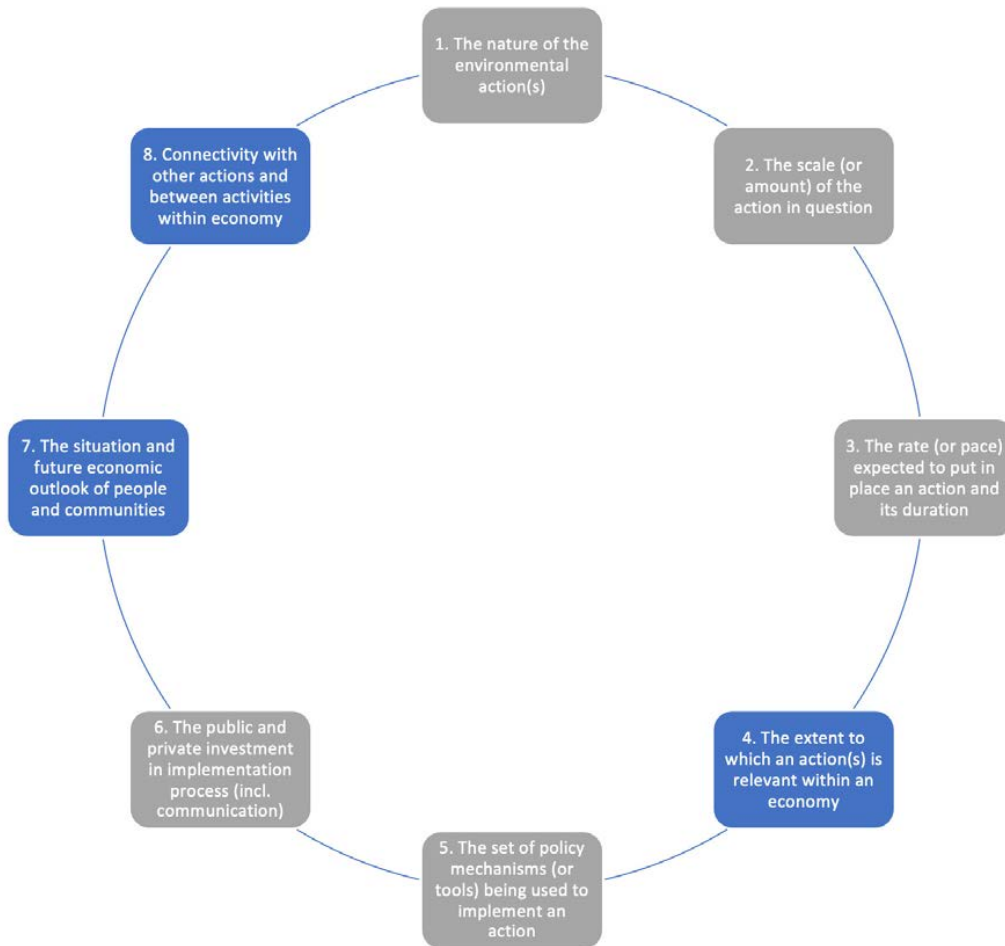 1. The nature of the
environmental
action(s)
2. The scale (or
amount) of the
action in question
3. The rate (or pace)
expected to put in
place an action and
its duration
4. The extent to
which an action(s) is
relevant within an
economy
5. The set of policy
mechanisms (or
tools) being used to
implement an
action
6. The public and
private investment
in implementation
process (incl.
communication)
7. The situation and
future economic
outlook of people
and communities
8. Connectivity with
other actions and
between activities
within economy